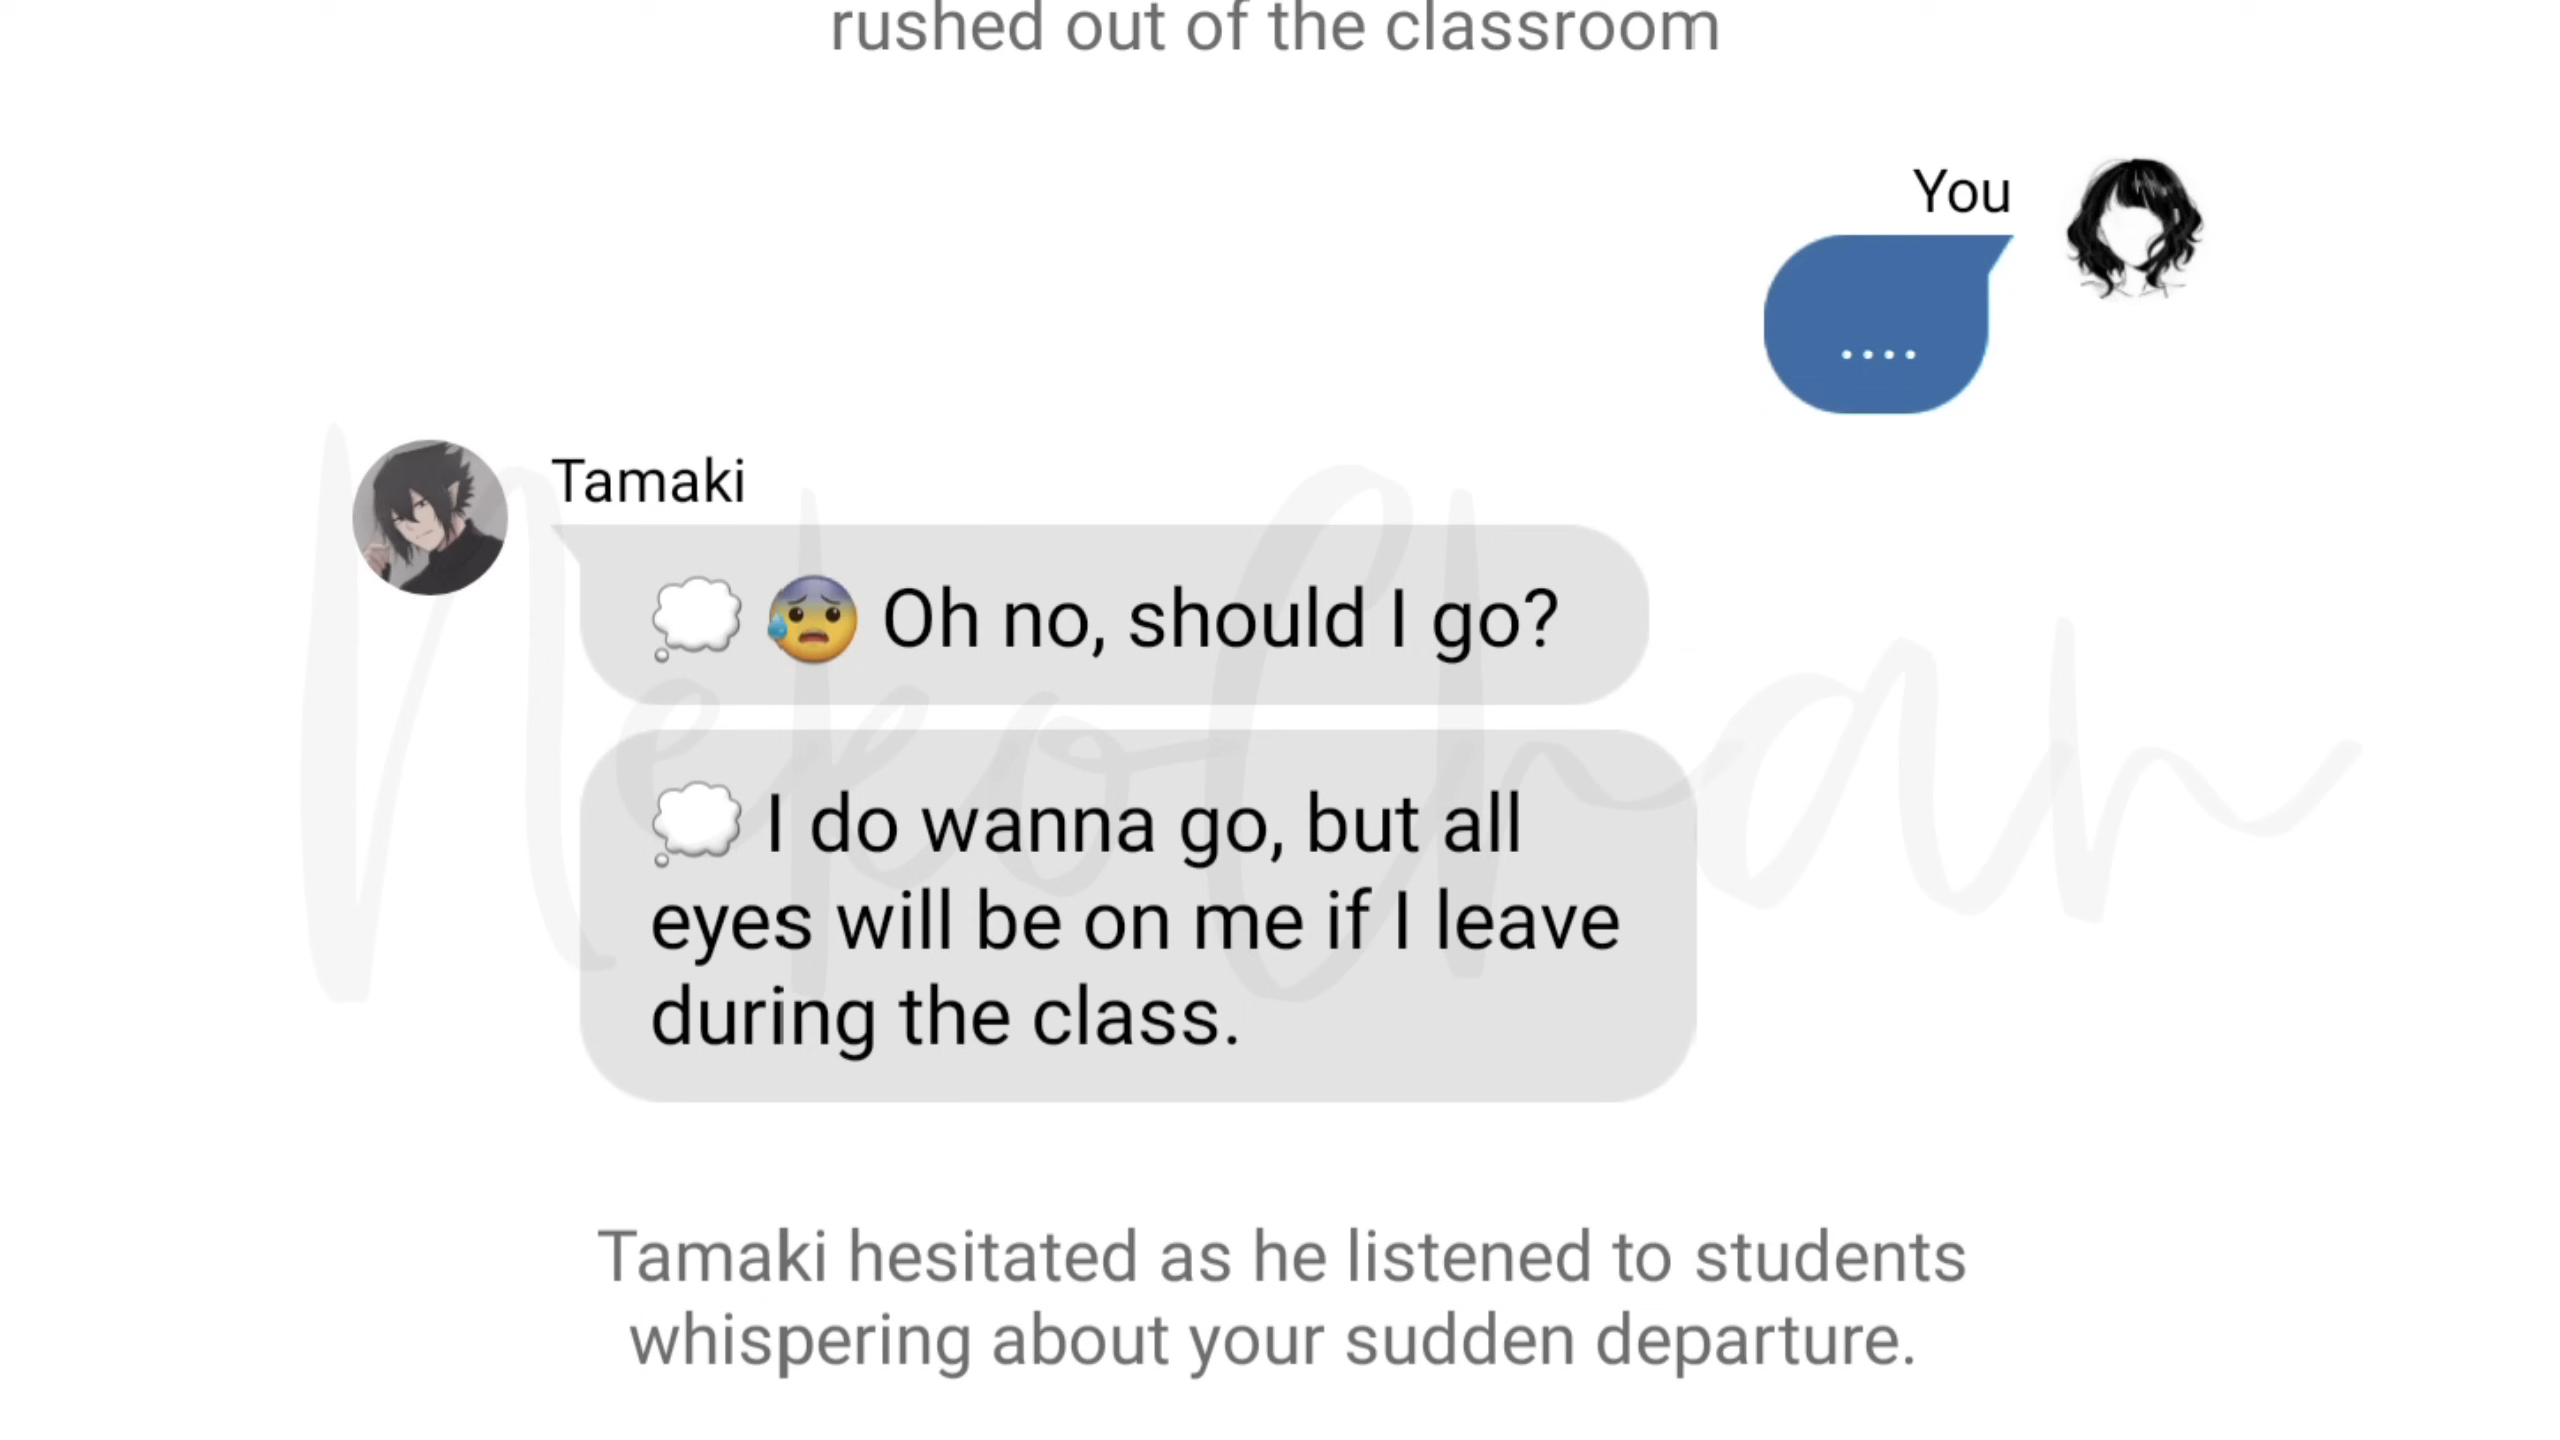 rushed out of the classroom
You
....
Tamaki
💭 😰 Oh no, should I go?
💭 I do wanna go, but all
eyes will be on me if I leave
during the class.
NekoChan
Tamaki hesitated as he listened to students
whispering about your sudden departure.